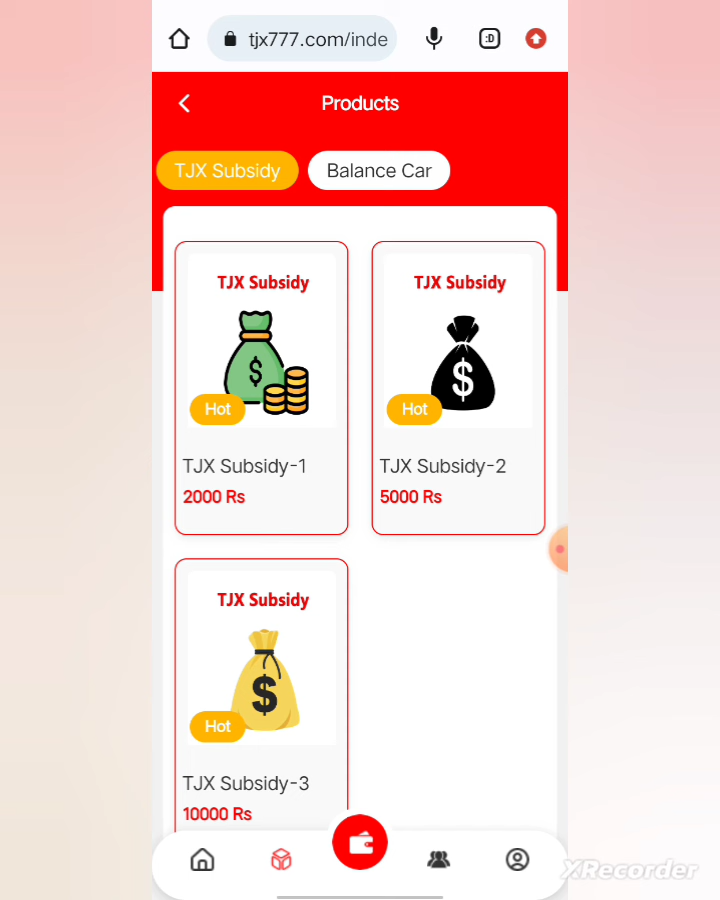 tjx777.com/inde
:D
Products
TJX Subsidy
Balance Car
TJX Subsidy
$
Hot
TJX Subsidy-1
2000 Rs
TJX Subsidy
$
Hot
TJX Subsidy-2
5000 Rs
TJX Subsidy
$
Hot
TJX Subsidy-3
10000 Rs
XRecorder